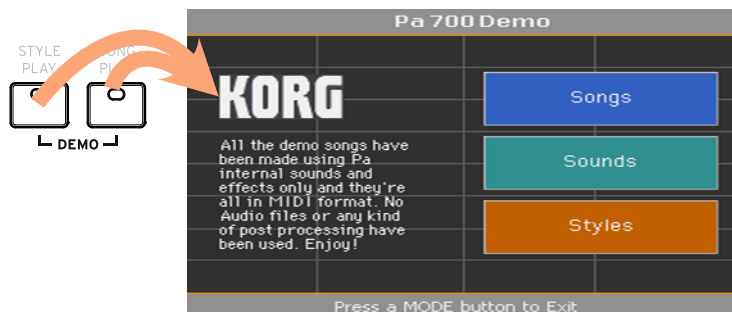 STYLE
PLAY
DEMO
Pa 700 Demo
KORG
All the demo songs have
been made using Pa
internal sounds and
effects only and they're
all in MIDI format. No
Audio files or any kind
of post processing have
been used. Enjoy!
Songs
Sounds
Styles
Press a MODE button to Exit